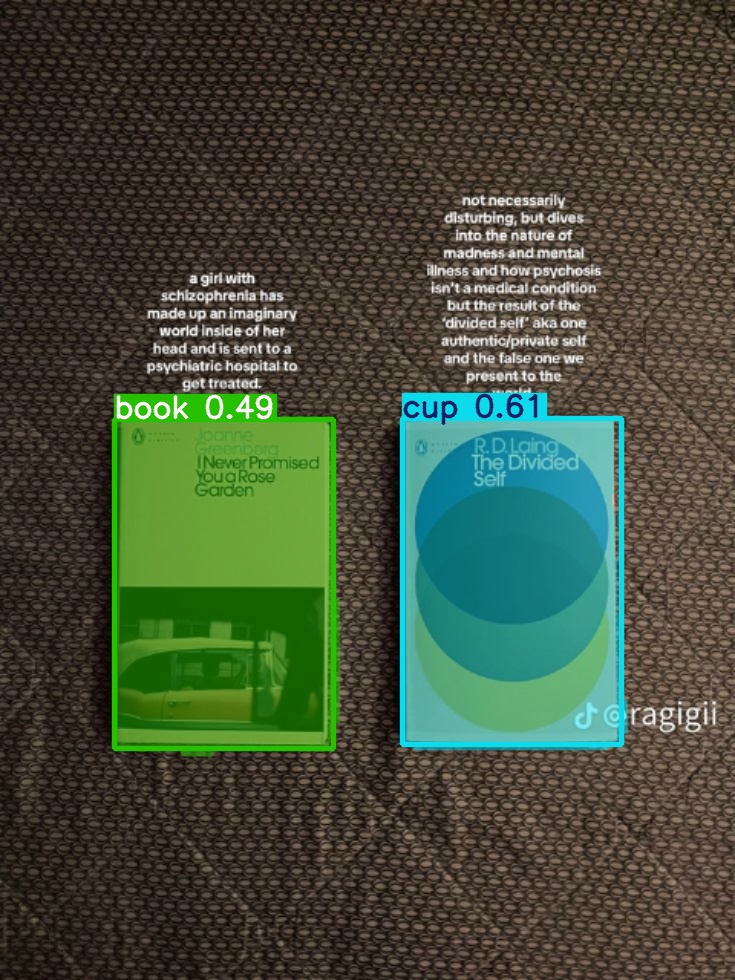 not necessarily
disturbing, but dives
into the nature of
madness and mental
illness and how psychosis
isn't a medical condition
but the result of the
'divided self' aka one
authentic/private self
and the false one we
present to the
world.
a girl with
schizophrenia has
made up an imaginary
world inside of her
head and is sent to a
psychiatric hospital to
get treated.
book 0.49
cup 0.61
Joanne
Greenberg
I Never Promised
You a Rose
Garden
R.D. Laing
The Divided
Self
@ragigii